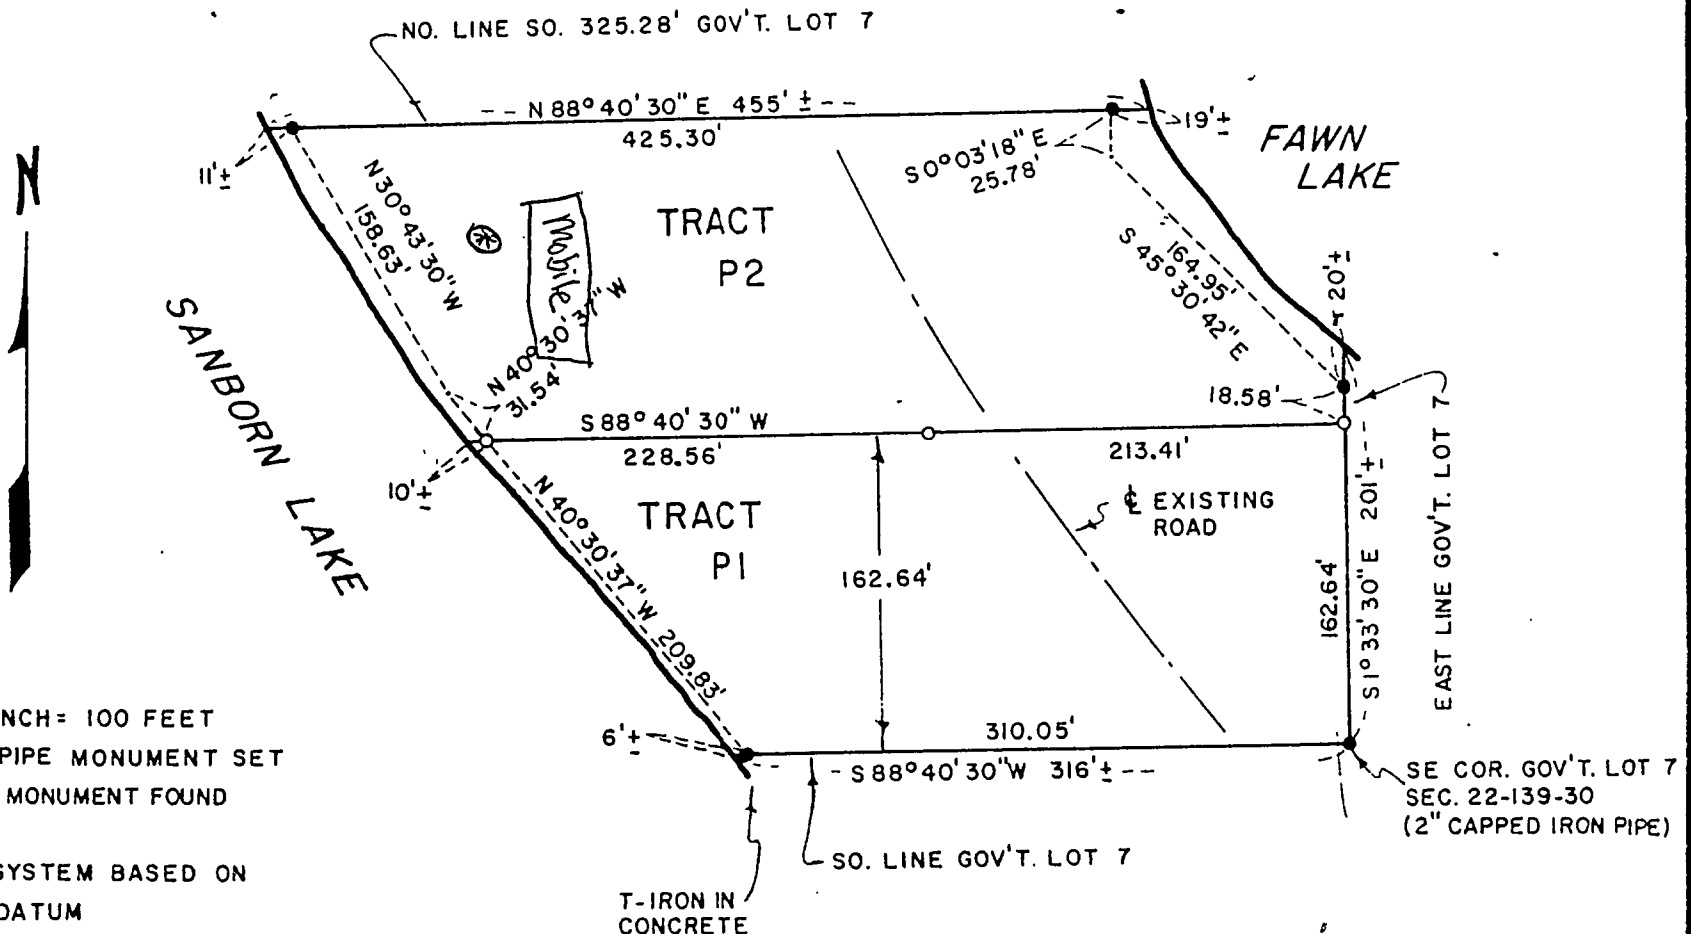 NO. LINE SO. 325.28' GOV'T. LOT 7
-- N 88° 40' 30" E 455' ± --
425.30'
19'±
FAWN
LAKE
S 0° 03' 18" E
25.78'
11'±
N
N 30° 43' 30" W
158.63'
Mobile
TRACT
P2
164.95'
S 45° 30' 42" E
20'±
SANBORN LAKE
N 40° 30' 37" W
31.54'
18.58'
S 88° 40' 30" W
228.56'
213.41'
10'±
EAST LINE GOV'T. LOT 7
TRACT
P1
N 40° 30' 37" W 209.83'
℄ EXISTING
ROAD
162.64'
162.64'
S 1° 33' 30" E 201'±
NCH = 100 FEET
PIPE MONUMENT SET
MONUMENT FOUND
6'±
310.05'
- S 88° 40' 30" W 316' ± --
SE COR. GOV'T. LOT 7
SEC. 22-139-30
(2" CAPPED IRON PIPE)
SO. LINE GOV'T. LOT 7
SYSTEM BASED ON
DATUM
T-IRON IN
CONCRETE